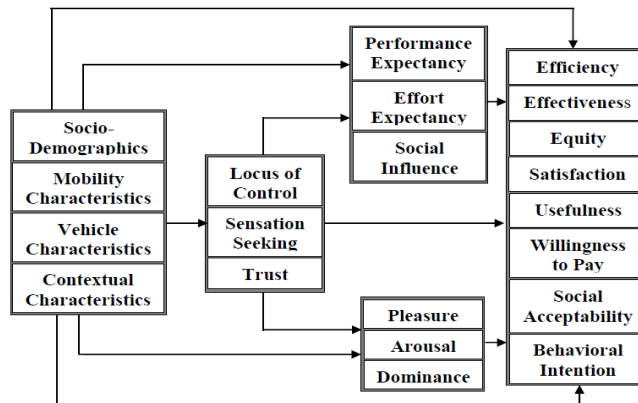 Socio-
Demographics
Mobility
Characteristics
Vehicle
Characteristics
Contextual
Characteristics
Locus of
Control
Sensation
Seeking
Trust
Performance
Expectancy
Effort
Expectancy
Social
Influence
Pleasure
Arousal
Dominance
Efficiency
Effectiveness
Equity
Satisfaction
Usefulness
Willingness
to Pay
Social
Acceptability
Behavioral
Intention